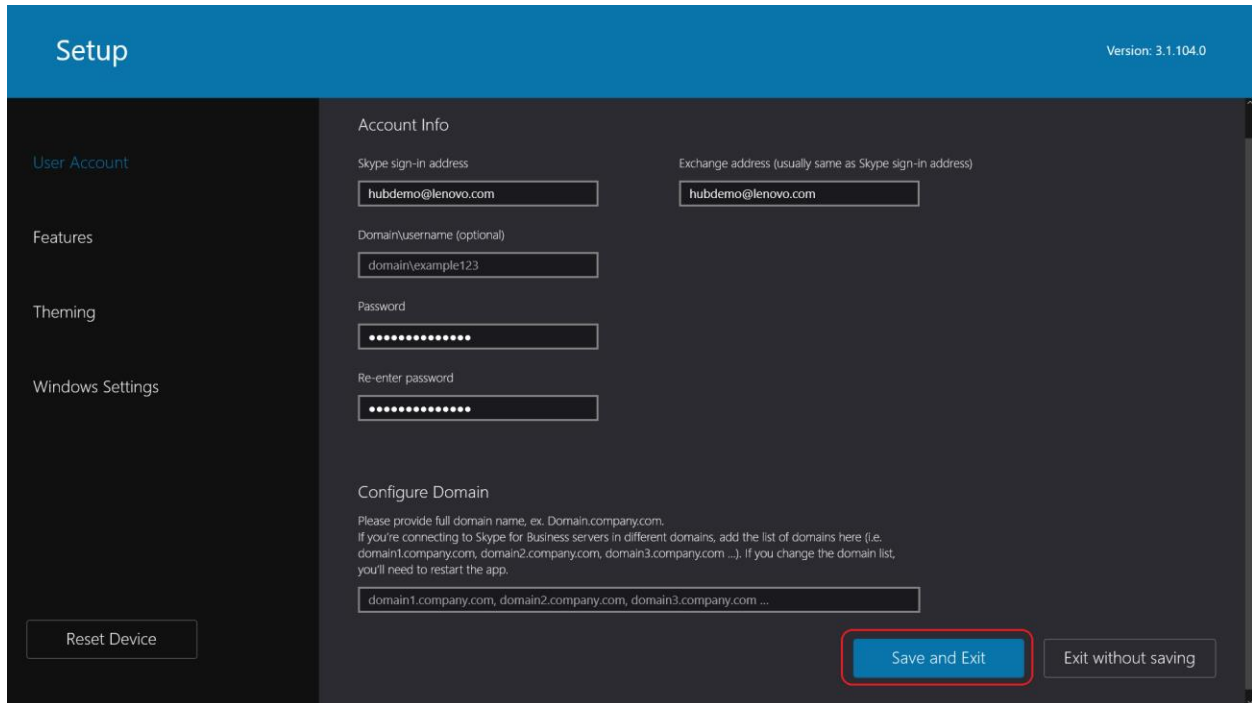 Setup
Version: 3.1.104.0
User Account
Features
Theming
Windows Settings
Reset Device
Account Info
Skype sign-in address
hubdemo@lenovo.com
Exchange address (usually same as Skype sign-in address)
hubdemo@lenovo.com
Domain\username (optional)
domain\example123
Password
●●●●●●●●●●●●●●
Re-enter password
●●●●●●●●●●●●●●
Configure Domain
Please provide full domain name, ex. Domain.company.com.
If you're connecting to Skype for Business servers in different domains, add the list of domains here (i.e.
domain1.company.com, domain2.company.com, domain3.company.com ...). If you change the domain list,
you'll need to restart the app.
domain1.company.com, domain2.company.com, domain3.company.com ...
Save and Exit
Exit without saving